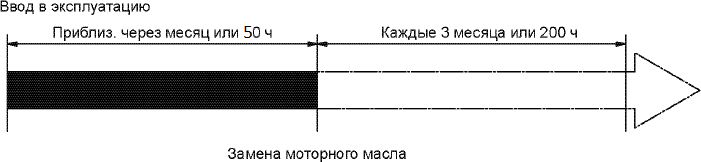 Ввод в эксплуатацию
Приблиз. через месяц или 50 ч
Каждые 3 месяца или 200 ч
Замена моторного масла